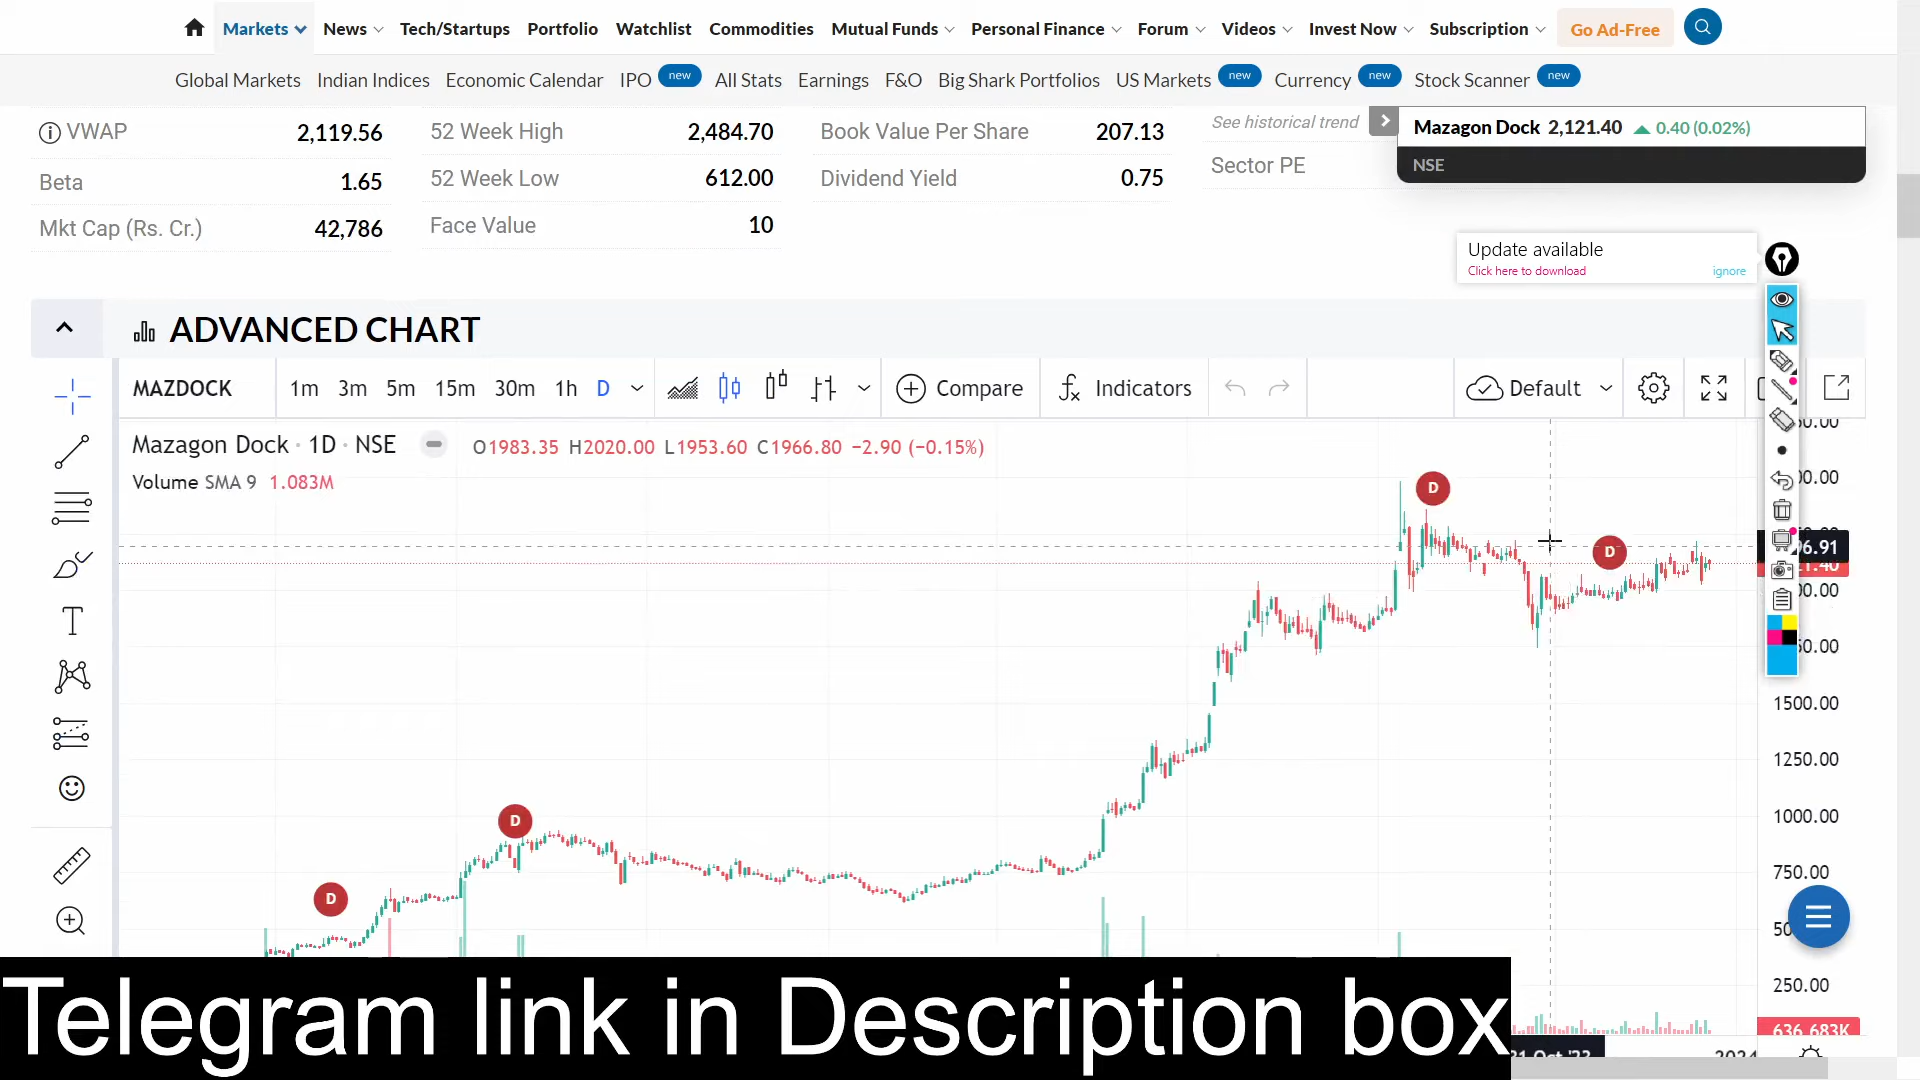 Markets News Tech/Startups Portfolio Watchlist Commodities Mutual Funds Personal Finance Forum Videos Invest Now Subscription Go Ad-Free
Global Markets Indian Indices Economic Calendar IPO new All Stats Earnings F&O Big Shark Portfolios US Markets new Currency new Stock Scanner new
VWAP 2,119.56
Beta 1.65
Mkt Cap (Rs. Cr.) 42,786
52 Week High 2,484.70
52 Week Low 612.00
Face Value 10
Book Value Per Share 207.13
Dividend Yield 0.75
See historical trend
Sector PE
Mazagon Dock 2,121.40 0.40 (0.02%)
NSE
Update available
Click here to download ignore
ADVANCED CHART
MAZDOCK 1m 3m 5m 15m 30m 1h D Compare Indicators Default
Mazagon Dock · 1D · NSE O1983.35 H2020.00 L1953.60 C1966.80 −2.90 (−0.15%)
Volume SMA 9 1.083M
D
D
D
D
1500.00
1250.00
1000.00
750.00
250.00
636.683K
2024
Telegram link in Description box